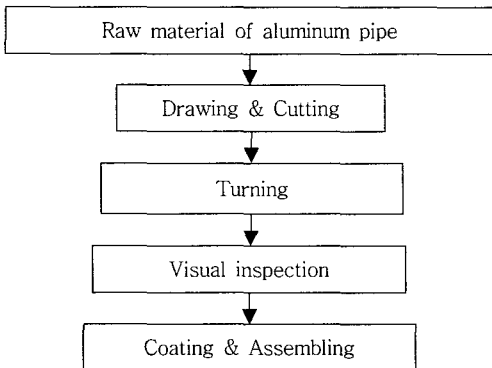 Raw material of aluminum pipe
Drawing & Cutting
Turning
Visual inspection
Coating & Assembling